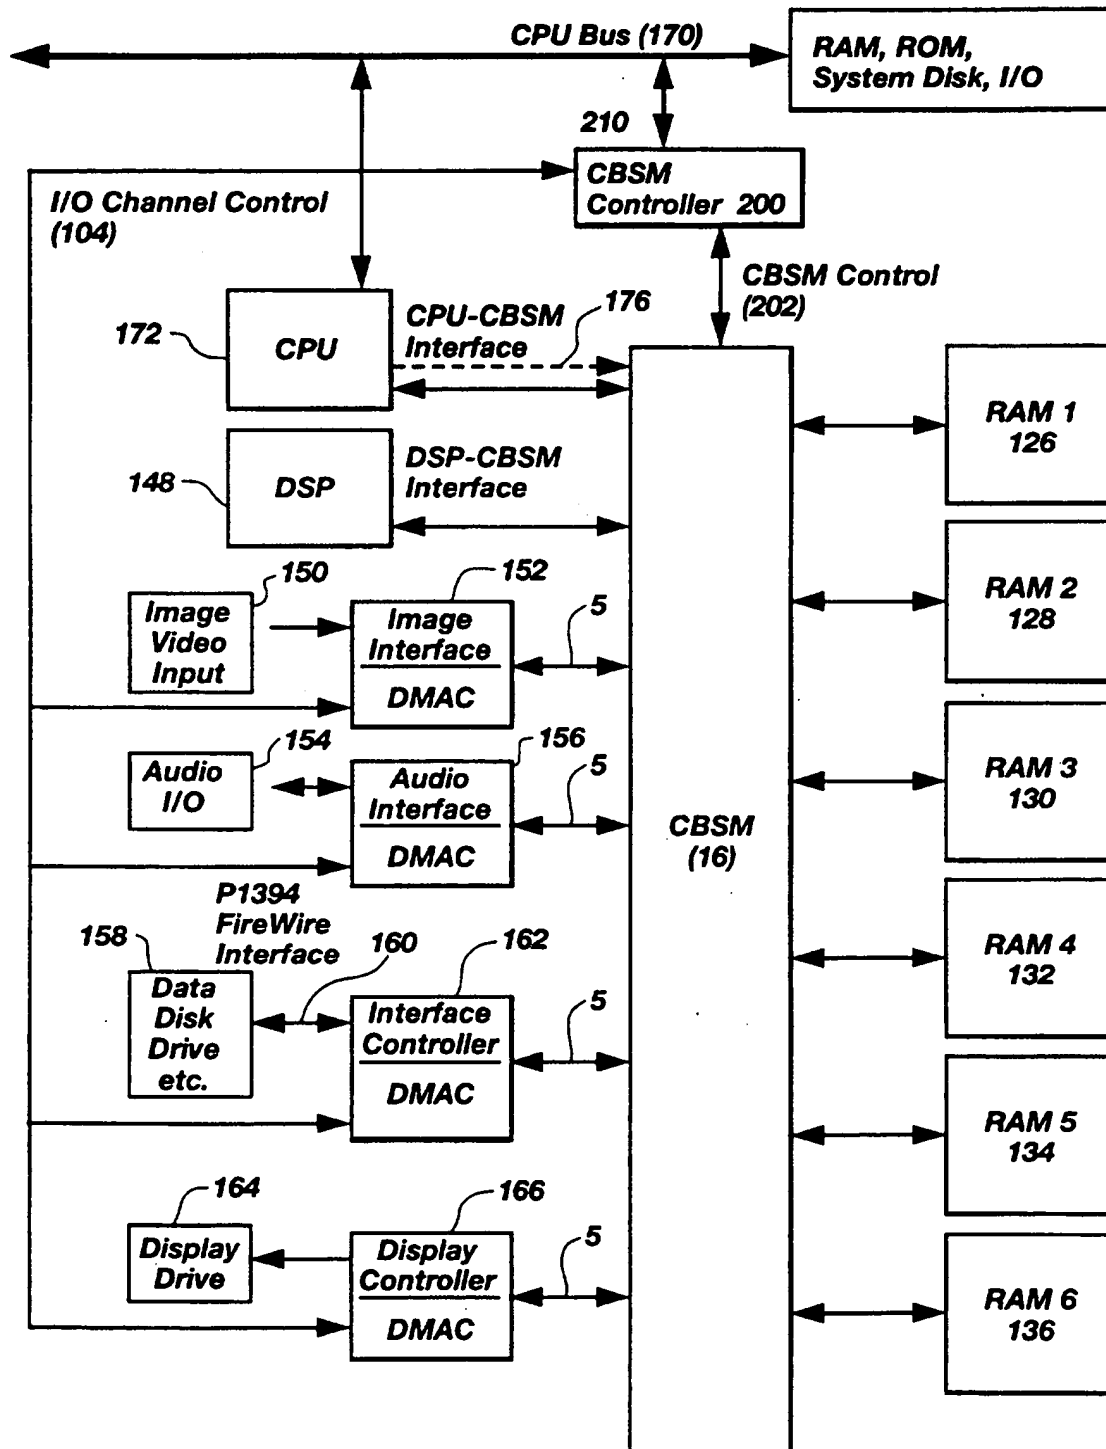 CPU Bus (170)
RAM, ROM,
System Disk, I/O
210
CBSM
Controller 200
I/O Channel Control
(104)
CBSM Control
(202)
172
CPU
CPU-CBSM
Interface
176
148
DSP
DSP-CBSM
Interface
150
Image
Video
Input
152
Image
Interface
DMAC
5
154
Audio
I/O
156
Audio
Interface
DMAC
5
P1394
FireWire
Interface
158
Data
Disk
Drive
etc.
160
162
Interface
Controller
DMAC
5
164
Display
Drive
166
Display
Controller
DMAC
5
CBSM
(16)
RAM 1
126
RAM 2
128
RAM 3
130
RAM 4
132
RAM 5
134
RAM 6
136